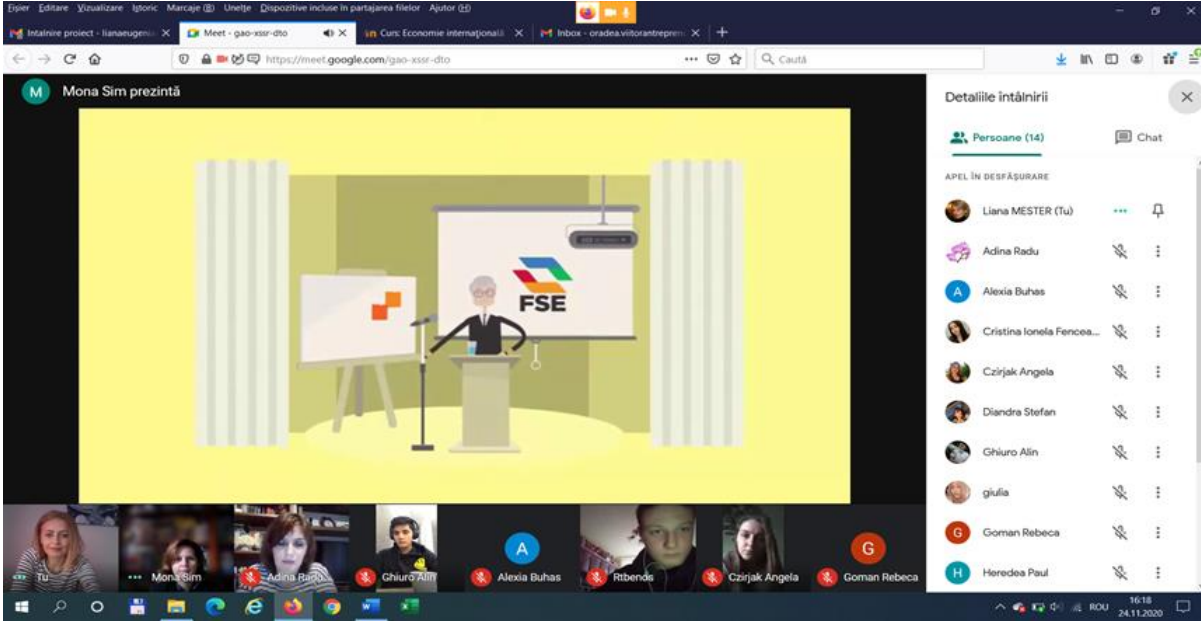 Fișier Editare Vizualizare Istoric Marcaje (B) Unelte Dispozitive incluse în partajarea filelor Ajutor (H)
Intalnire proiect - lianaeugenia
Meet - gao-xssr-dto
Curs: Economie internațională
Inbox - oradea.viitorantrepren
https://meet.google.com/gao-xssr-dto
Caută
M Mona Sim prezintă
FSE
Detaliile întâlnirii
Persoane (14)
Chat
APEL ÎN DESFĂȘURARE
Liana MESTER (Tu)
Adina Radu
A Alexia Buhas
Cristina Ionela Fencea...
Czirjak Angela
Diandra Stefan
Ghiuro Alin
giulia
G Goman Rebeca
H Heredea Paul
Tu
Mona Sim
Adina Radu
Ghiuro Alin
A
Alexia Buhas
Rtbenos
Czirjak Angela
G
Goman Rebeca
ROU
16:18
24.11.2020